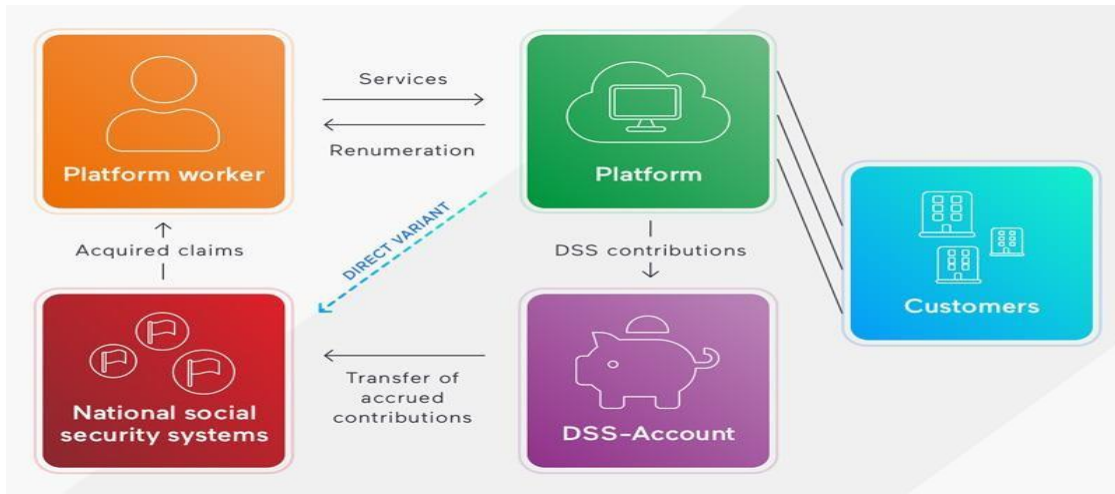 Services
Renumeration
Platform worker
Platform
DIRECT VARIANT
Acquired claims
DSS contributions
Customers
Transfer of
accrued
contributions
National social
security systems
DSS-Account